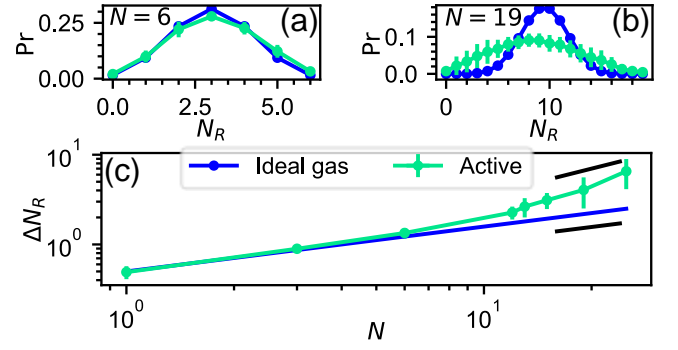 N = 6
(a)
Pr
0.25
0.00
0.0
2.5
5.0
N_R
N = 19
(b)
Pr
0.1
0.0
0
10
N_R
Ideal gas
Active
(c)
ΔN_R
10^1
10^0
10^0
10^1
N